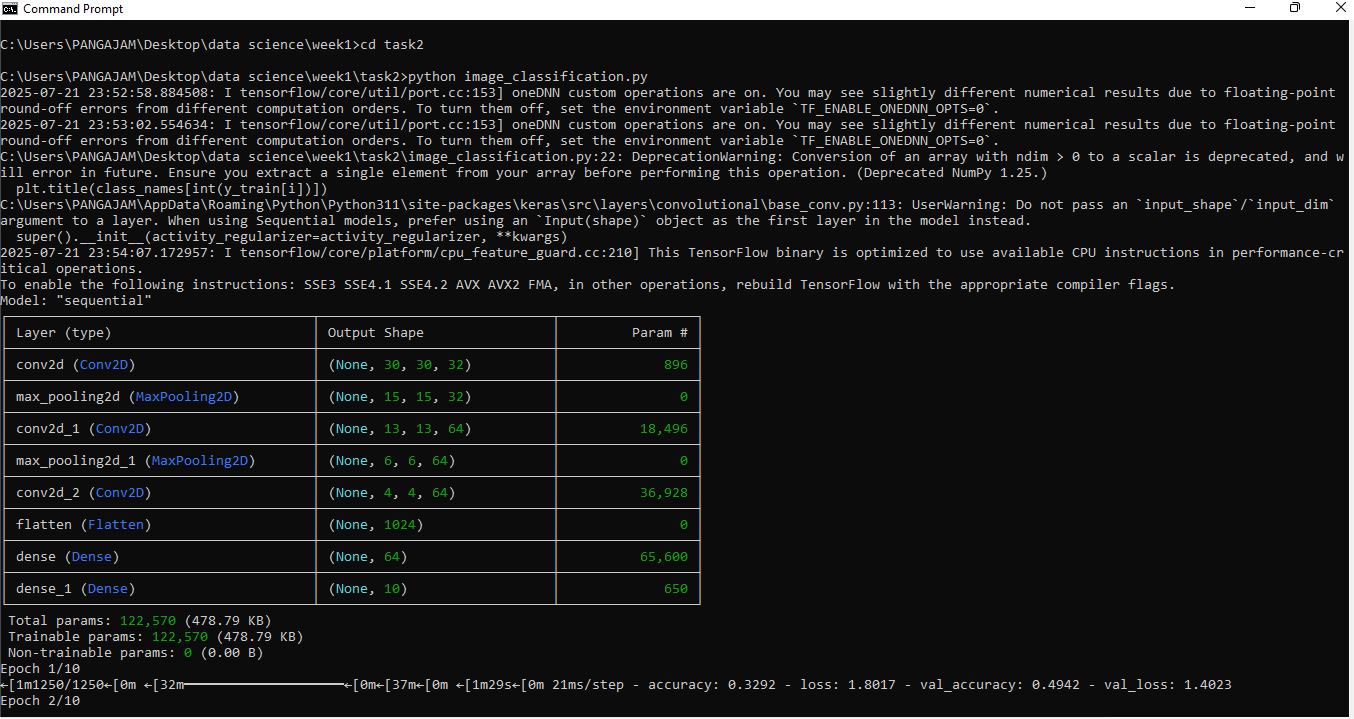 Command Prompt
C:\Users\PANGAJAM\Desktop\data science\week1>cd task2
C:\Users\PANGAJAM\Desktop\data science\week1\task2>python image_classification.py
2025-07-21 23:52:58.884508: I tensorflow/core/util/port.cc:153] oneDNN custom operations are on. You may see slightly different numerical results due to floating-point
round-off errors from different computation orders. To turn them off, set the environment variable `TF_ENABLE_ONEDNN_OPTS=0`.
2025-07-21 23:53:02.554634: I tensorflow/core/util/port.cc:153] oneDNN custom operations are on. You may see slightly different numerical results due to floating-point
round-off errors from different computation orders. To turn them off, set the environment variable `TF_ENABLE_ONEDNN_OPTS=0`.
C:\Users\PANGAJAM\Desktop\data science\week1\task2\image_classification.py:22: DeprecationWarning: Conversion of an array with ndim > 0 to a scalar is deprecated, and w
ill error in future. Ensure you extract a single element from your array before performing this operation. (Deprecated NumPy 1.25.)
  plt.title(class_names[int(y_train[i])])
C:\Users\PANGAJAM\AppData\Roaming\Python\Python311\site-packages\keras\src\layers\convolutional\base_conv.py:113: UserWarning: Do not pass an `input_shape`/`input_dim`
argument to a layer. When using Sequential models, prefer using an `Input(shape)` object as the first layer in the model instead.
  super().__init__(activity_regularizer=activity_regularizer, **kwargs)
2025-07-21 23:54:07.172957: I tensorflow/core/platform/cpu_feature_guard.cc:210] This TensorFlow binary is optimized to use available CPU instructions in performance-cr
itical operations.
To enable the following instructions: SSE3 SSE4.1 SSE4.2 AVX AVX2 FMA, in other operations, rebuild TensorFlow with the appropriate compiler flags.
Model: "sequential"
Layer (type) Output Shape Param #
conv2d (Conv2D) (None, 30, 30, 32) 896
max_pooling2d (MaxPooling2D) (None, 15, 15, 32) 0
conv2d_1 (Conv2D) (None, 13, 13, 64) 18,496
max_pooling2d_1 (MaxPooling2D) (None, 6, 6, 64) 0
conv2d_2 (Conv2D) (None, 4, 4, 64) 36,928
flatten (Flatten) (None, 1024) 0
dense (Dense) (None, 64) 65,600
dense_1 (Dense) (None, 10) 650
Total params: 122,570 (478.79 KB)
Trainable params: 122,570 (478.79 KB)
Non-trainable params: 0 (0.00 B)
Epoch 1/10
←[1m1250/1250←[0m ←[32m━━━━━━━━━━━━━━━━━━━━←[0m←[37m←[0m ←[1m29s←[0m 21ms/step - accuracy: 0.3292 - loss: 1.8017 - val_accuracy: 0.4942 - val_loss: 1.4023
Epoch 2/10